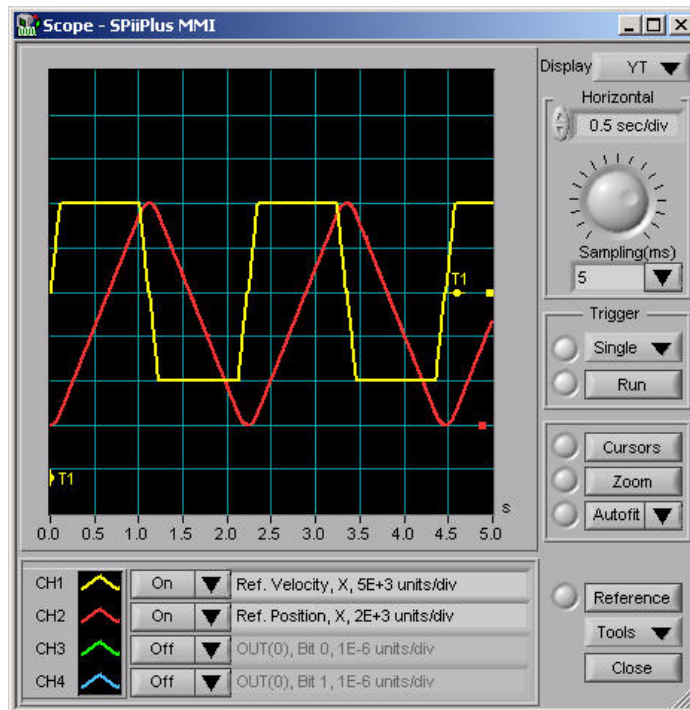 Scope - SPiiPlus MMI
Display YT
Horizontal
0.5 sec/div
Sampling(ms)
5
T1
Trigger
Single
Run
Cursors
Zoom
Autofit
T1
s
0.0 0.5 1.0 1.5 2.0 2.5 3.0 3.5 4.0 4.5 5.0
CH1 On Ref. Velocity, X, 5E+3 units/div
CH2 On Ref. Position, X, 2E+3 units/div
CH3 Off OUT(0), Bit 0, 1E-6 units/div
CH4 Off OUT(0), Bit 1, 1E-6 units/div
Reference
Tools
Close